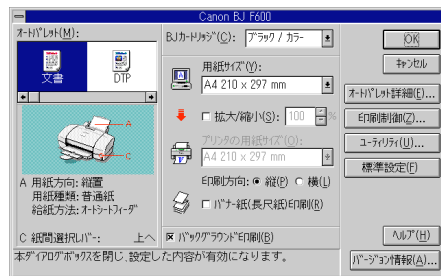 Canon BJ F600
ｵｰﾄﾊﾟﾚｯﾄ(M):
文書
DTP
A
C
A 用紙方向: 縦置
用紙種類: 普通紙
給紙方法: ｵｰﾄｼｰﾄﾌｨｰﾀﾞ
C 紙間選択ﾚﾊﾞｰ: 上へ
BJｶｰﾄﾘｯｼﾞ(C): ﾌﾞﾗｯｸ / ｶﾗｰ
用紙ｻｲｽﾞ(Y):
A4 210 x 297 mm
拡大/縮小(S): 100 %
ﾌﾟﾘﾝﾀの用紙ｻｲｽﾞ(O):
A4 210 x 297 mm
印刷方向: 縦(P) 横(L)
ﾊﾞﾅｰ紙(長尺紙)印刷(R)
ﾊﾞｯｸｸﾞﾗｳﾝﾄﾞ印刷(B)
OK
ｷｬﾝｾﾙ
ｵｰﾄﾊﾟﾚｯﾄ詳細(E)...
印刷制御(Z)...
ﾕｰﾃｨﾘﾃｨ(U)...
標準設定(F)
ﾍﾙﾌﾟ(H)
ﾊﾞｰｼﾞｮﾝ情報(A)...
本ﾀﾞｲｱﾛｸﾞﾎﾞｯｸｽを閉じ､設定した内容が有効になります。